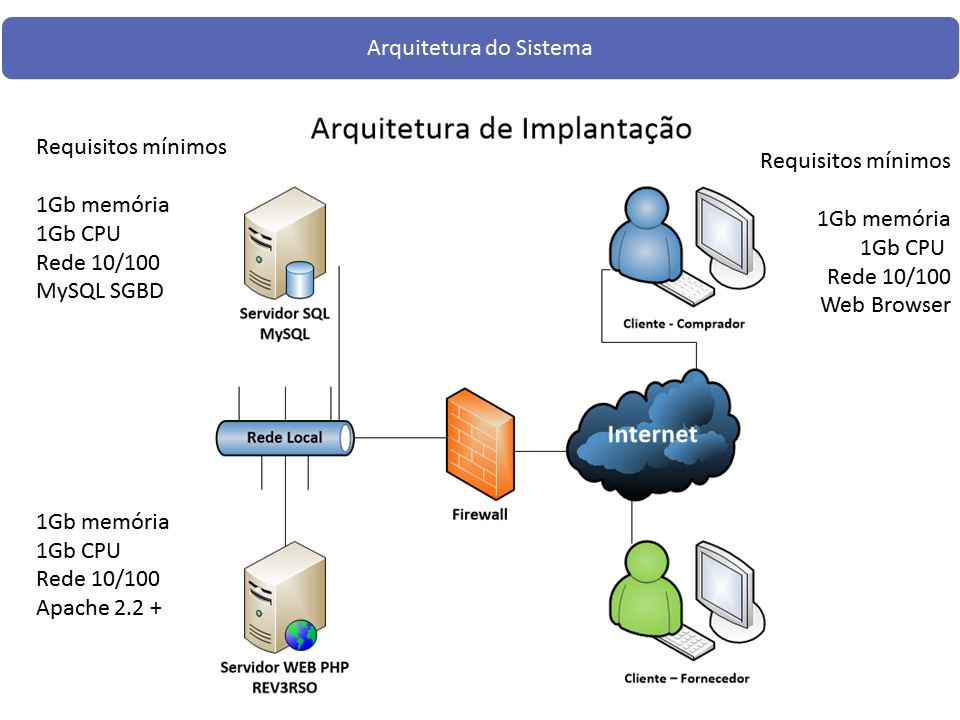 Arquitetura do Sistema
Arquitetura de Implantação
Requisitos mínimos
1Gb memória
1Gb CPU
Rede 10/100
MySQL SGBD
Servidor SQL
MySQL
Requisitos mínimos
1Gb memória
1Gb CPU
Rede 10/100
Web Browser
Cliente - Comprador
Rede Local
Firewall
Internet
1Gb memória
1Gb CPU
Rede 10/100
Apache 2.2 +
Servidor WEB PHP
REV3RSO
Cliente – Fornecedor